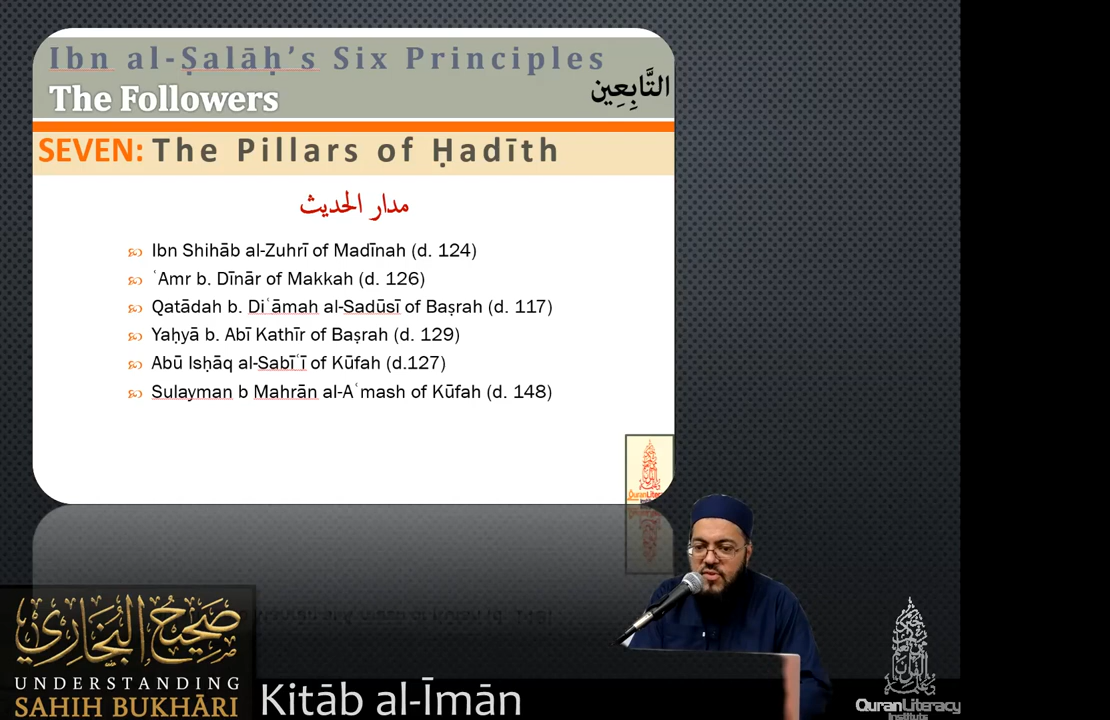 Ibn al-Ṣalāḥ’s Six Principles
The Followers
التَّابِعِين
SEVEN: The Pillars of Ḥadīth
مدار الحديث
Ibn Shihāb al-Zuhrī of Madīnah (d. 124)
ʿAmr b. Dīnār of Makkah (d. 126)
Qatādah b. Diʿāmah al-Sadūsī of Baṣrah (d. 117)
Yaḥyā b. Abī Kathīr of Baṣrah (d. 129)
Abū Isḥāq al-Sabīʿī of Kūfah (d.127)
Sulayman b Mahrān al-Aʿmash of Kūfah (d. 148)
صَحِيحُ البُخَارِي
UNDERSTANDING
SAHIH BUKHĀRI
Kitāb al-Īmān
QuranLiteracy
Institute